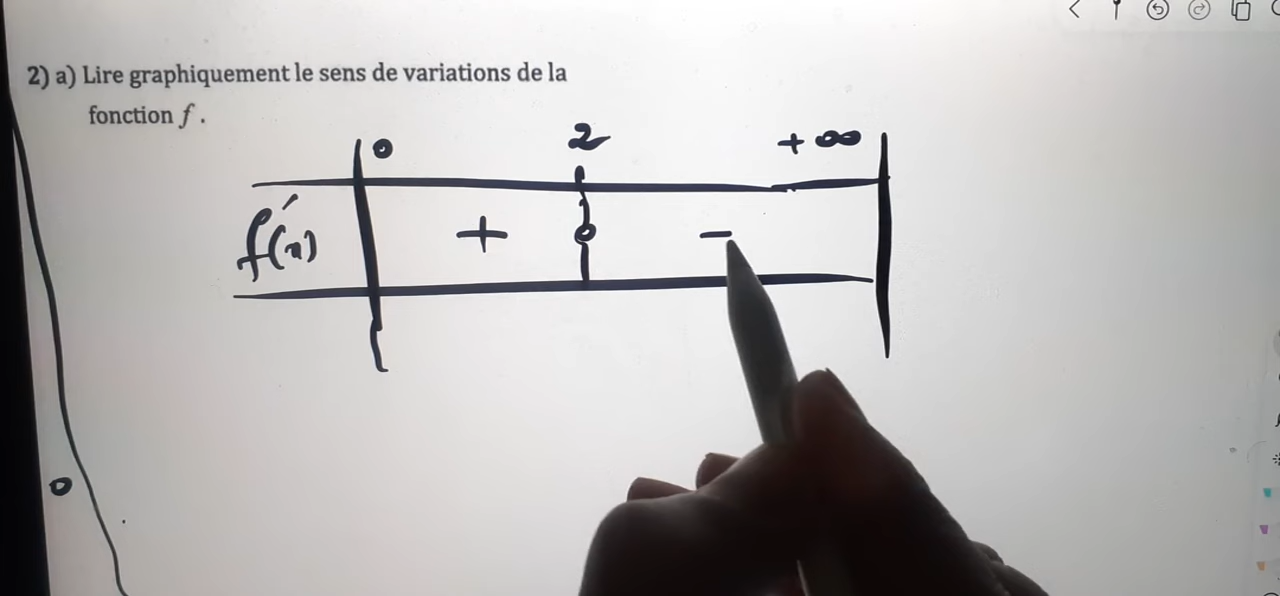 2) a) Lire graphiquement le sens de variations de la
fonction f .
0 2 +∞
f'(x) + 0 −